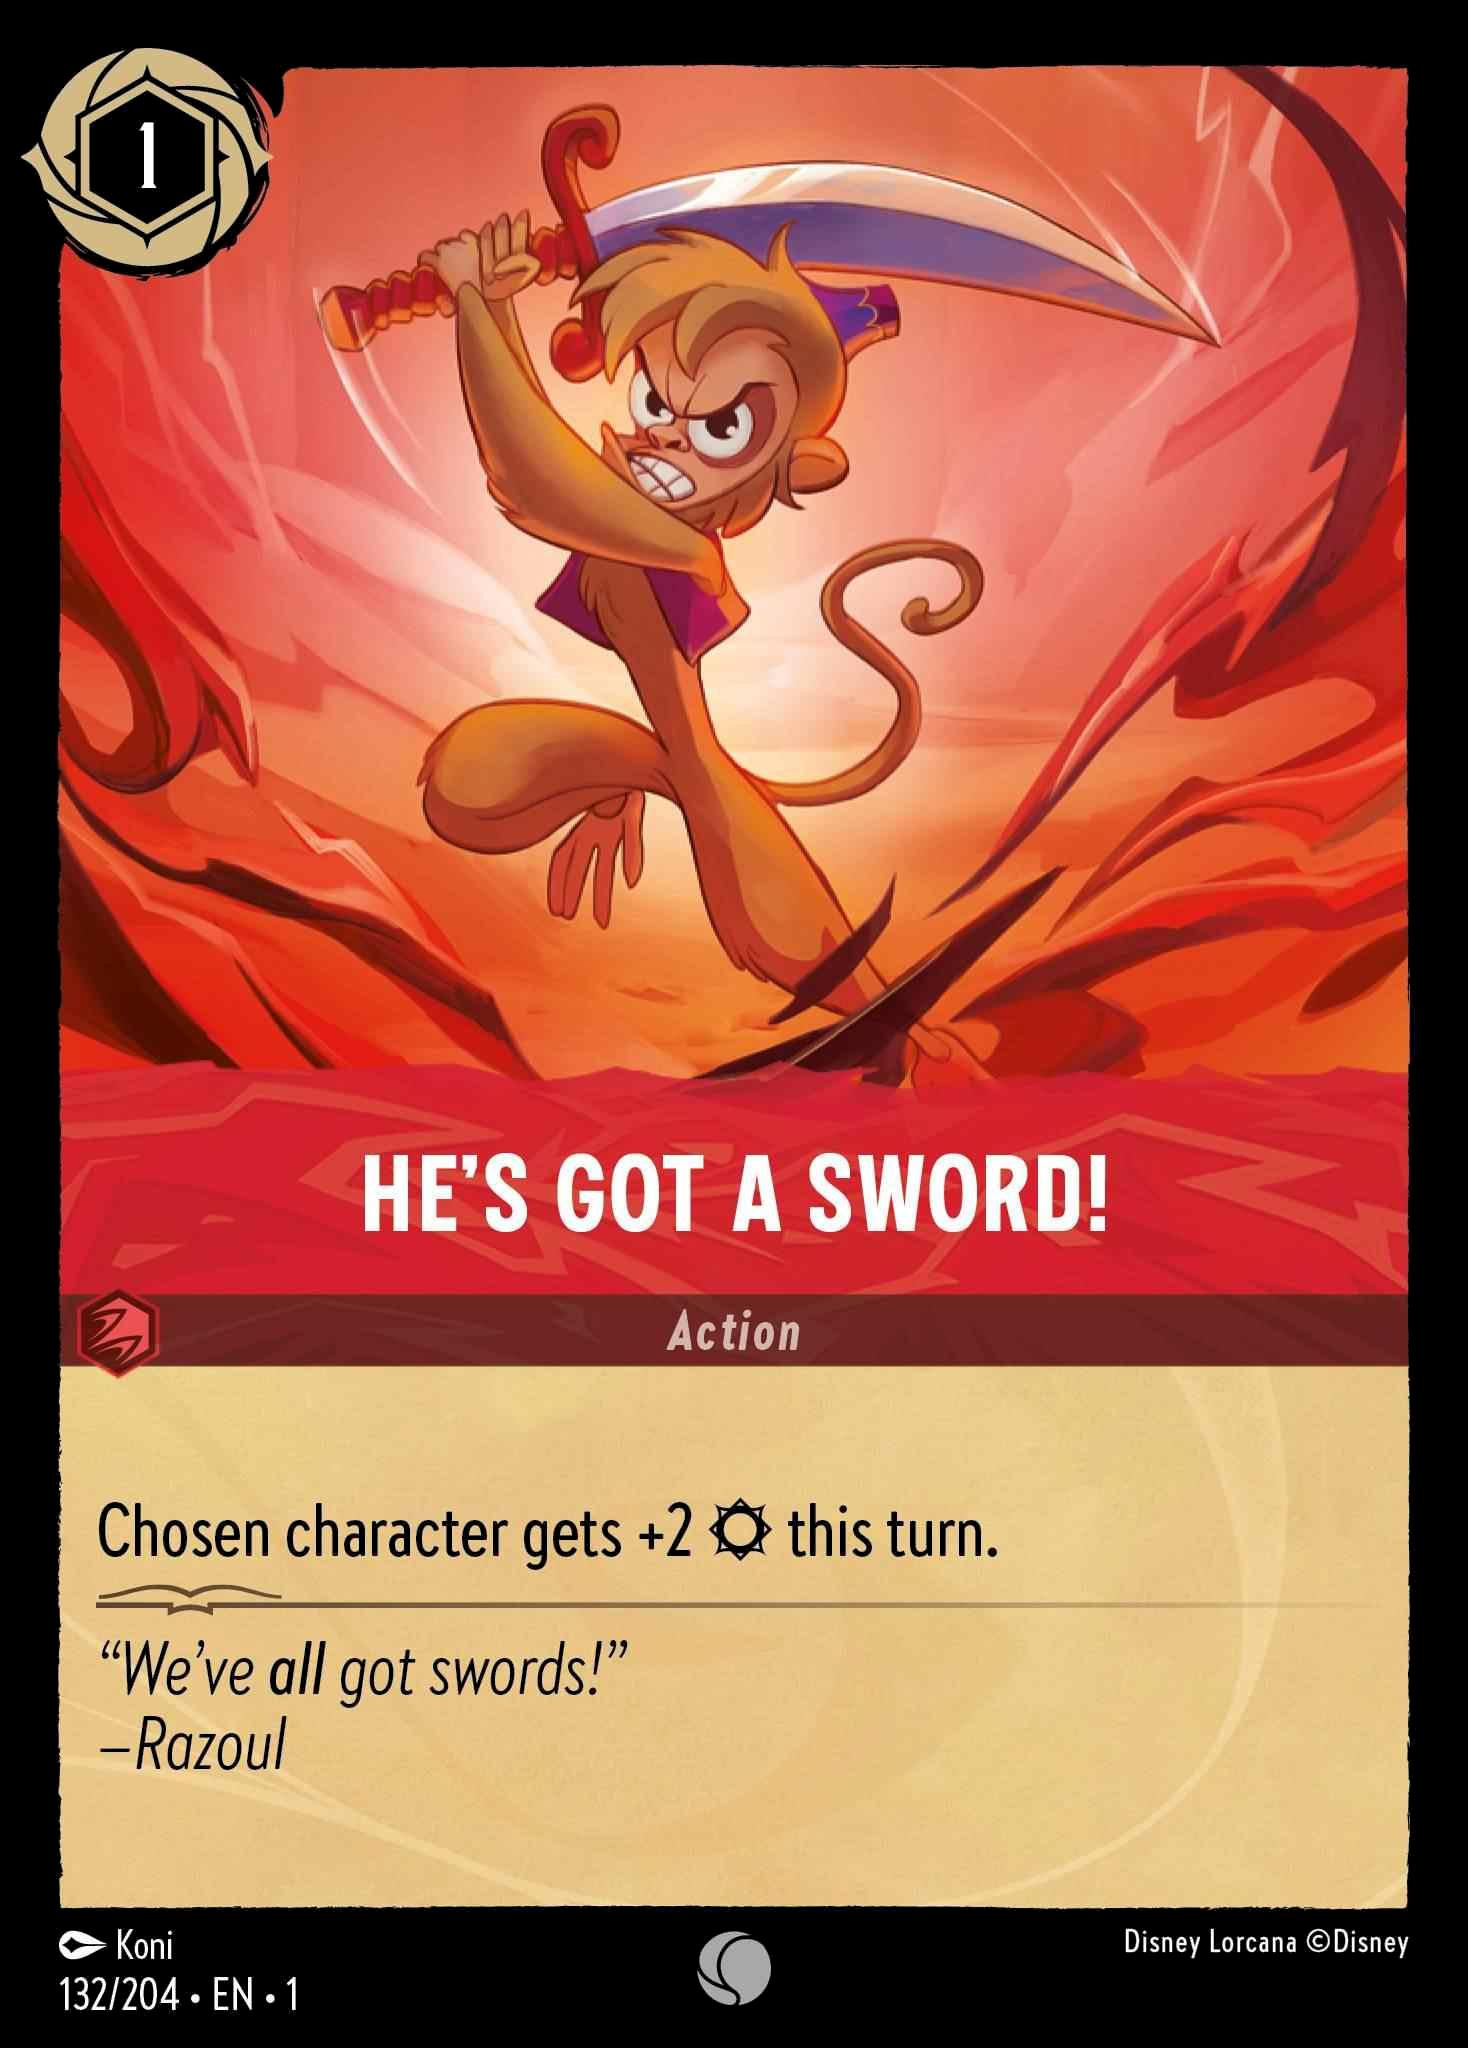 1
HE'S GOT A SWORD!
Action
Chosen character gets +2 this turn.
“We've all got swords!”
–Razoul
Koni
Disney Lorcana ©Disney
132/204 • EN • 1